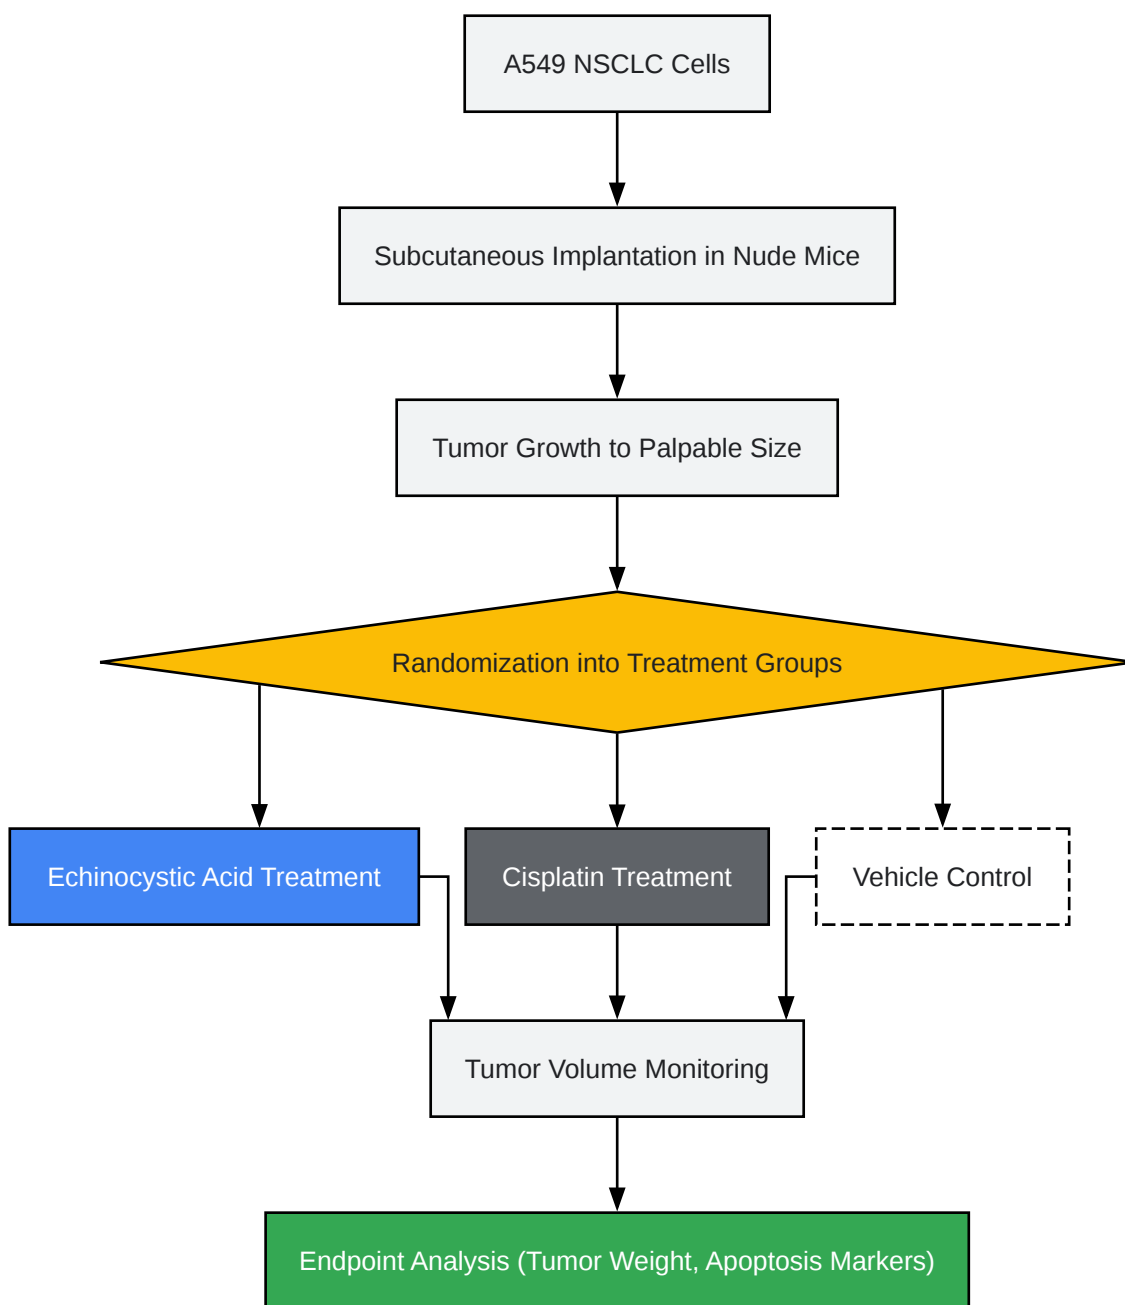 A549 NSCLC Cells
Subcutaneous Implantation in Nude Mice
Tumor Growth to Palpable Size
Randomization into Treatment Groups
Echinocystic Acid Treatment
Cisplatin Treatment
Vehicle Control
Tumor Volume Monitoring
Endpoint Analysis (Tumor Weight, Apoptosis Markers)